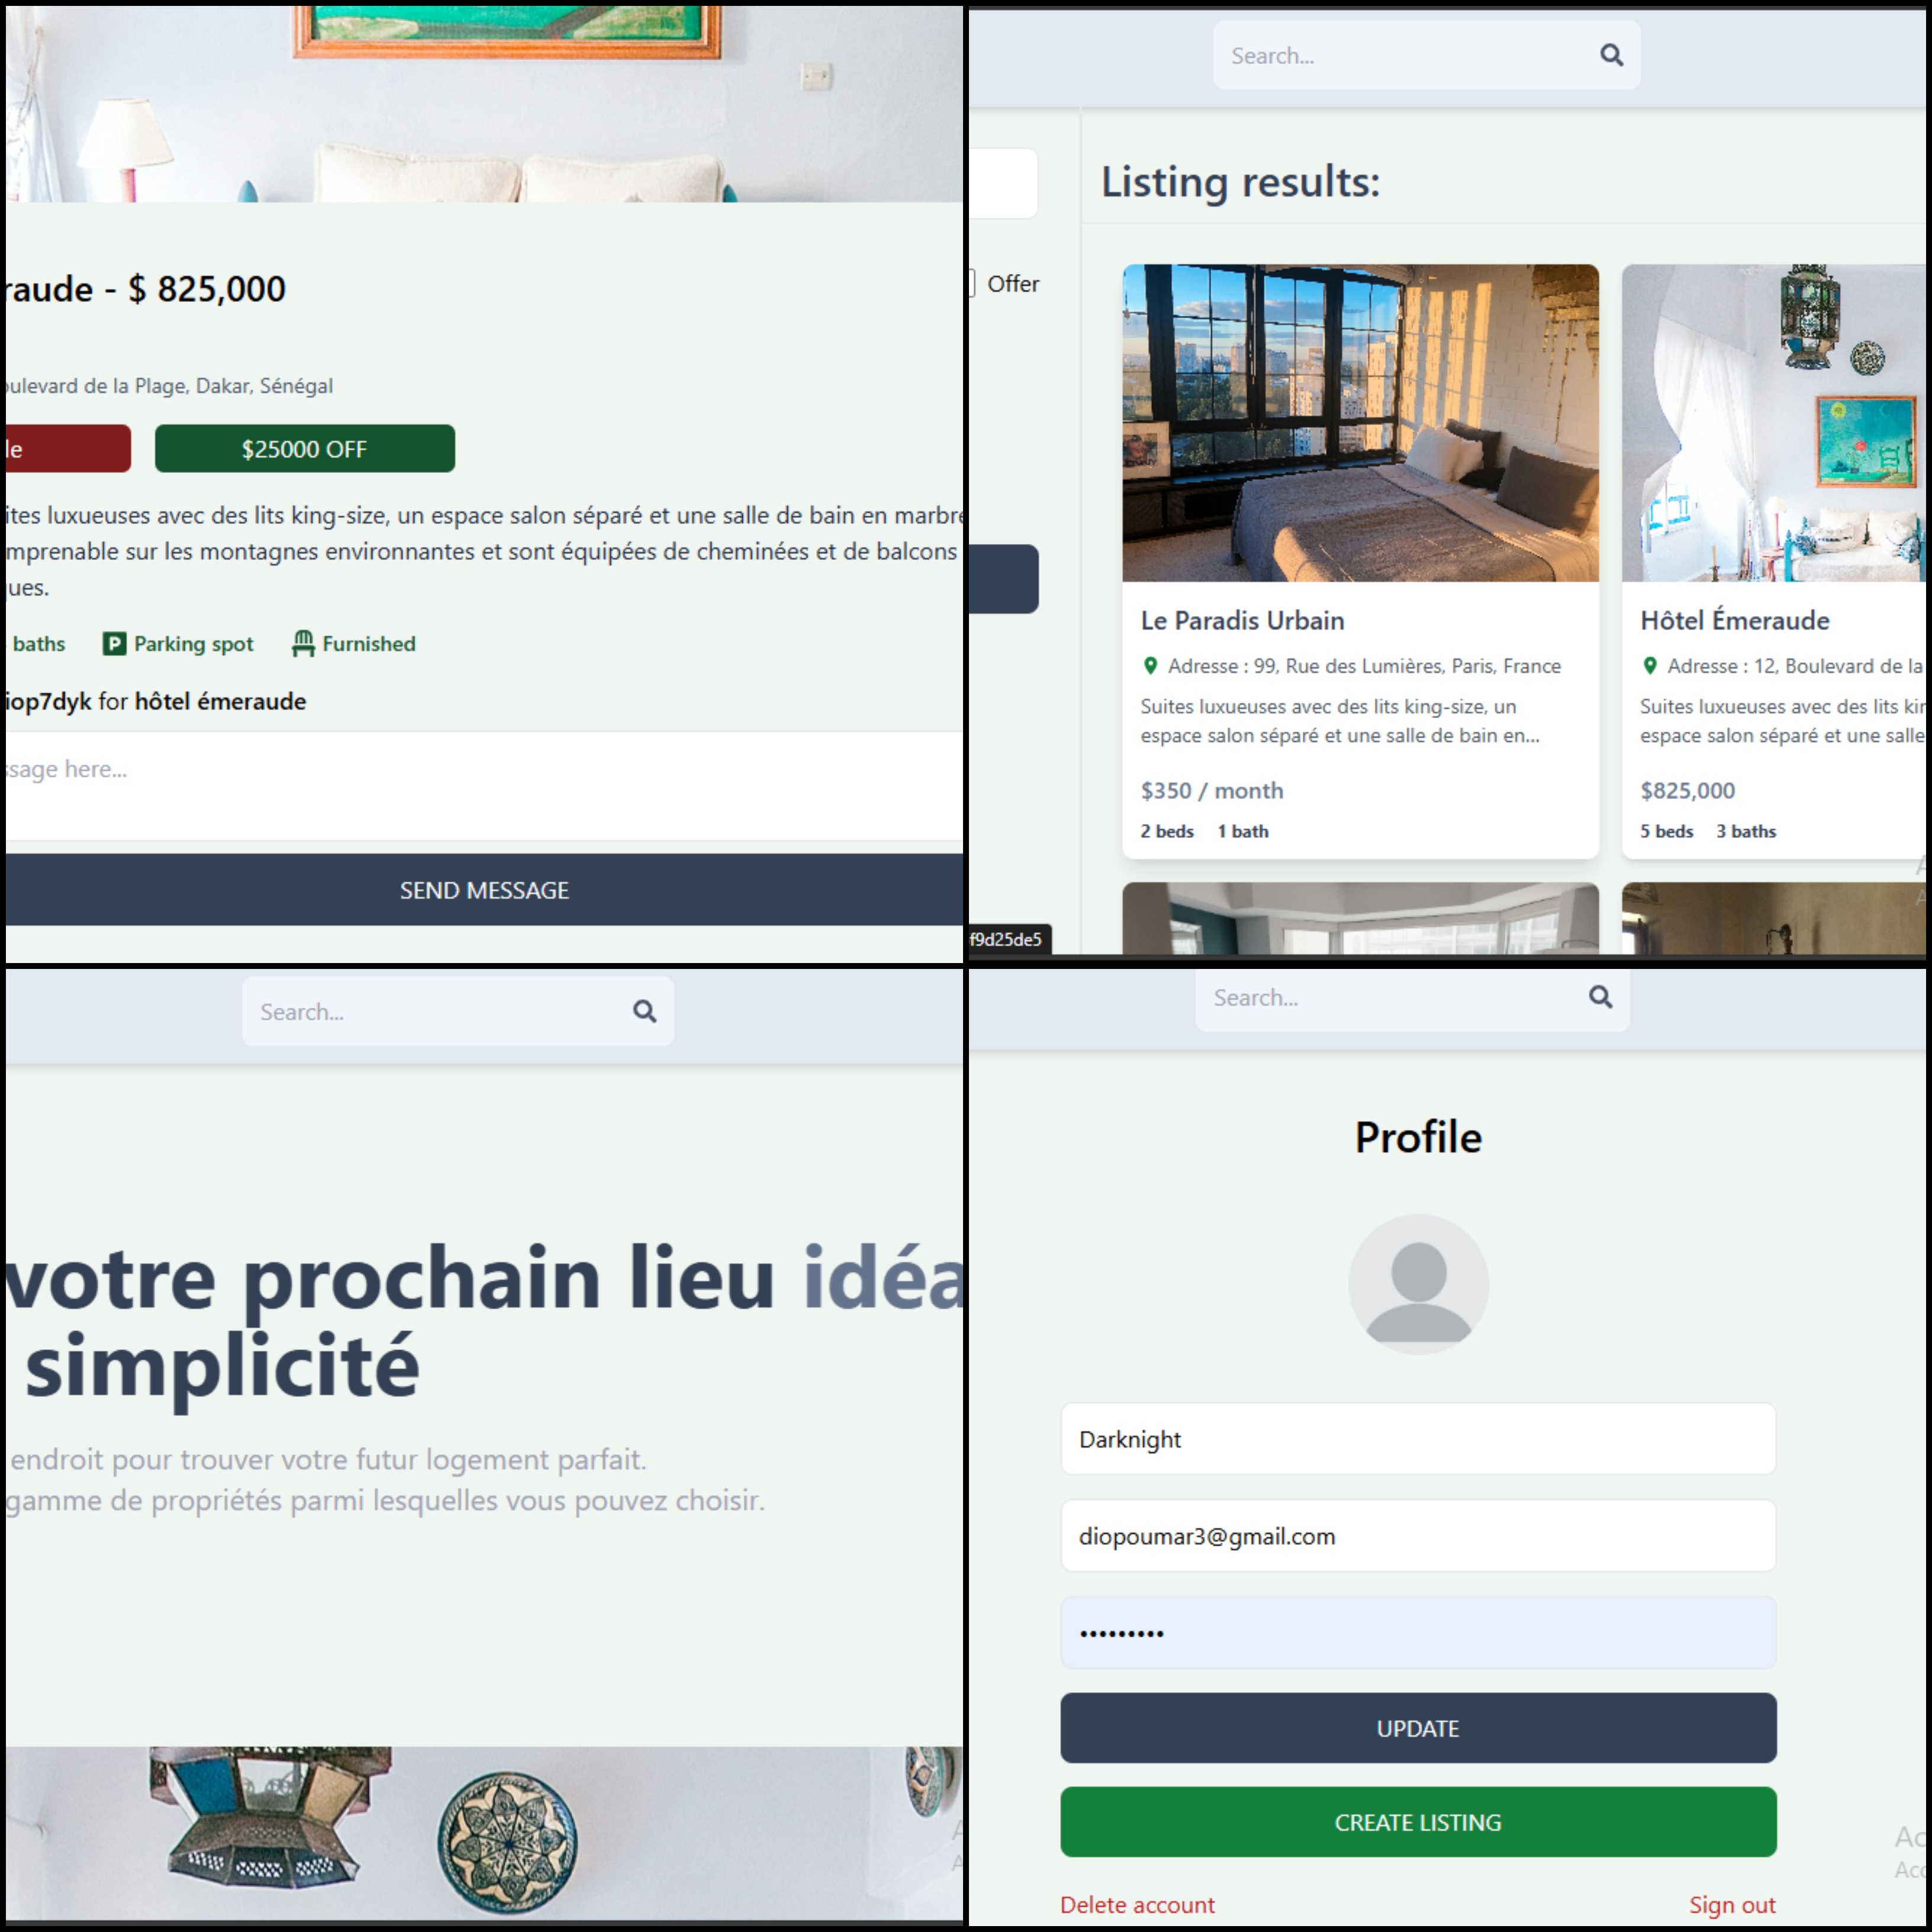 raude - $ 825,000
oulevard de la Plage, Dakar, Sénégal
le
$25000 OFF
ites luxueuses avec des lits king-size, un espace salon séparé et une salle de bain en marbre
mprenable sur les montagnes environnantes et sont équipées de cheminées et de balcons
ques.
baths
Parking spot
Furnished
iop7dyk for hôtel émeraude
ssage here...
SEND MESSAGE
Search...
Listing results:
Offer
Le Paradis Urbain
Adresse : 99, Rue des Lumières, Paris, France
Suites luxueuses avec des lits king-size, un
espace salon séparé et une salle de bain en...
$350 / month
2 beds 1 bath
Hôtel Émeraude
Adresse : 12, Boulevard de la
Suites luxueuses avec des lits kin
espace salon séparé et une salle
$825,000
5 beds 3 baths
f9d25de5
Search...
votre prochain lieu idéa
simplicité
endroit pour trouver votre futur logement parfait.
gamme de propriétés parmi lesquelles vous pouvez choisir.
Search...
Profile
Darknight
diopoumar3@gmail.com
•••••••••
UPDATE
CREATE LISTING
Delete account
Sign out
Ac
Acc